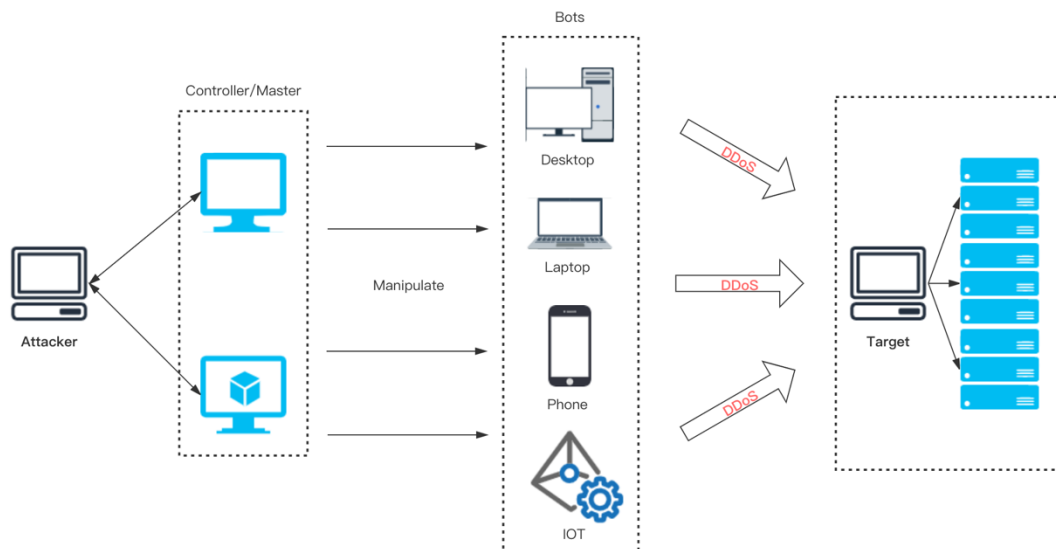 Bots
Controller/Master
Desktop
DDoS
Laptop
Manipulate
DDoS
Attacker
Target
Phone
DDoS
IOT